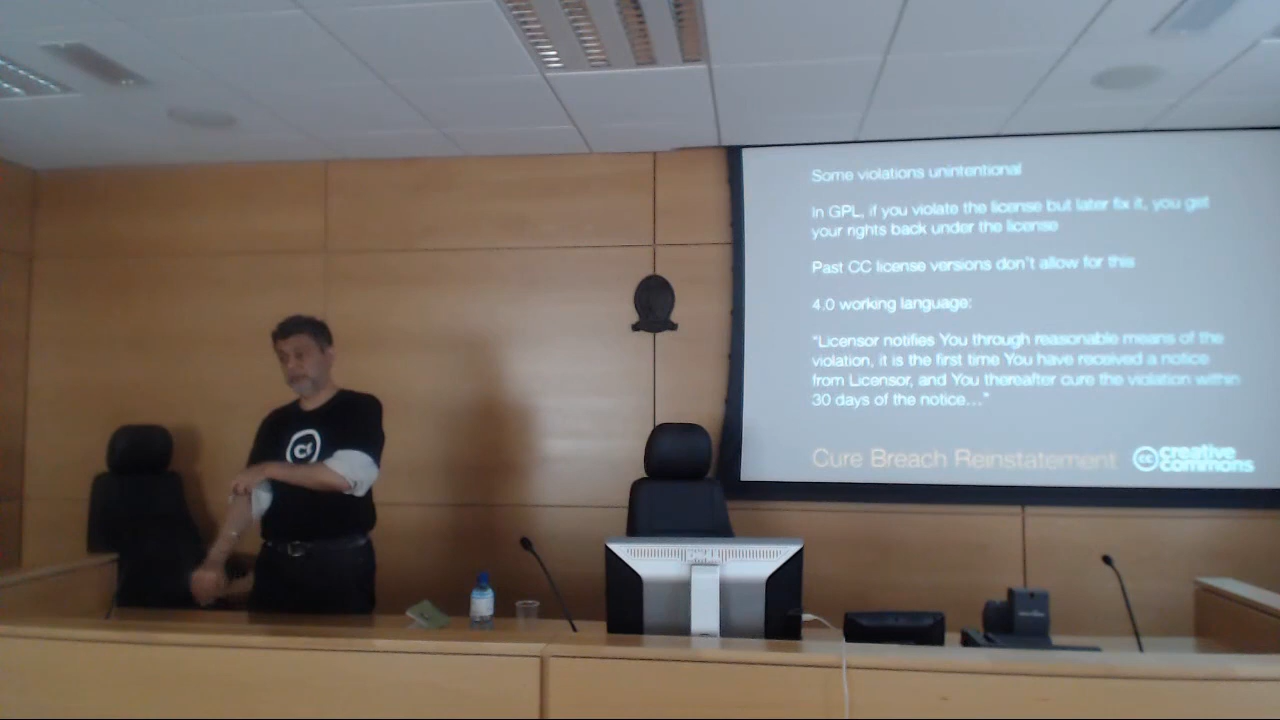 Some violations unintentional
In GPL, if you violate the license but later fix it, you get
your rights back under the license
Past CC license versions don't allow for this
4.0 working language:
"Licensor notifies You through reasonable means of the
violation, it is the first time You have received a notice
from Licensor, and You thereafter cure the violation within
30 days of the notice..."
Cure Breach Reinstatement
cc creative
commons
cc